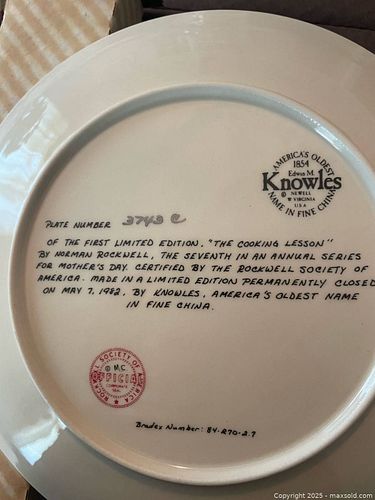 AMERICA'S OLDEST
1854
Edwin M.
Knowles
NEWELL
W VIRGINIA
U S A
NAME IN FINE CHINA
PLATE NUMBER 3743 C
OF THE FIRST LIMITED EDITION. "THE COOKING LESSON"
BY NORMAN ROCKWELL, THE SEVENTH IN AN ANNUAL SERIES
FOR MOTHER'S DAY. CERTIFIED BY THE ROCKWELL SOCIETY OF
AMERICA. MADE IN A LIMITED EDITION PERMANENTLY CLOSED
ON MAY 7, 1982, BY KNOWLES, AMERICA'S OLDEST NAME
IN FINE CHINA.
ROCKWELL SOCIETY OF AMERICA
© M.C.
OFFICIAL
CORPORATE
SEAL
Bradex Number: 84-R70-2.7
Copyright 2025 - maxsold.com